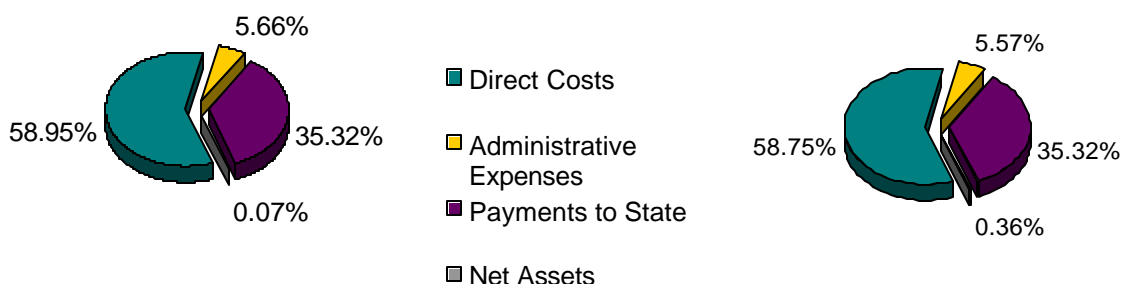 5.66%
58.95%
35.32%
0.07%
Direct Costs
Administrative
Expenses
Payments to State
Net Assets
5.57%
58.75%
35.32%
0.36%